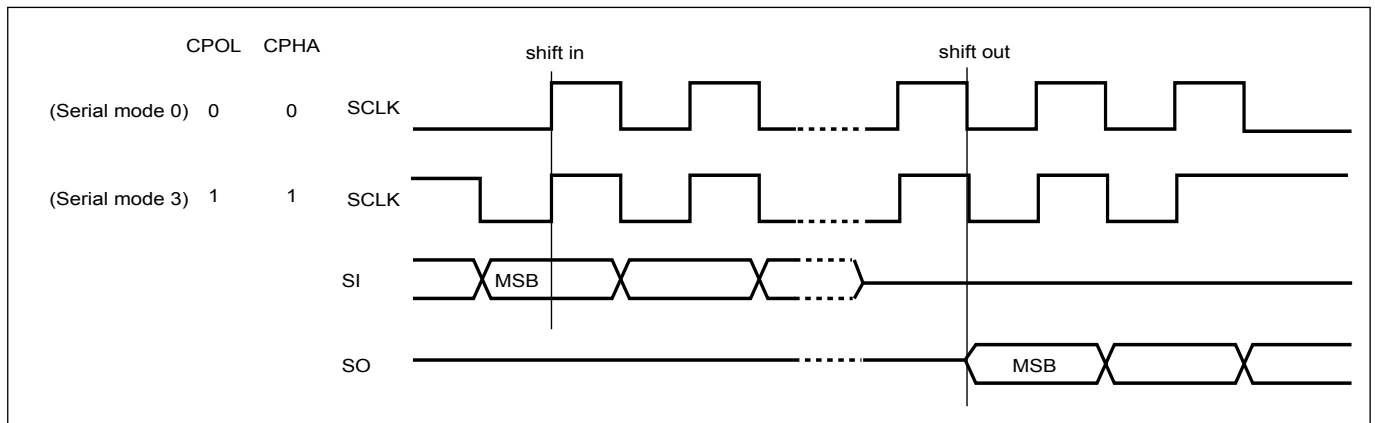 CPOL CPHA
shift in
shift out
(Serial mode 0) 0 0 SCLK
(Serial mode 3) 1 1 SCLK
SI MSB
SO MSB